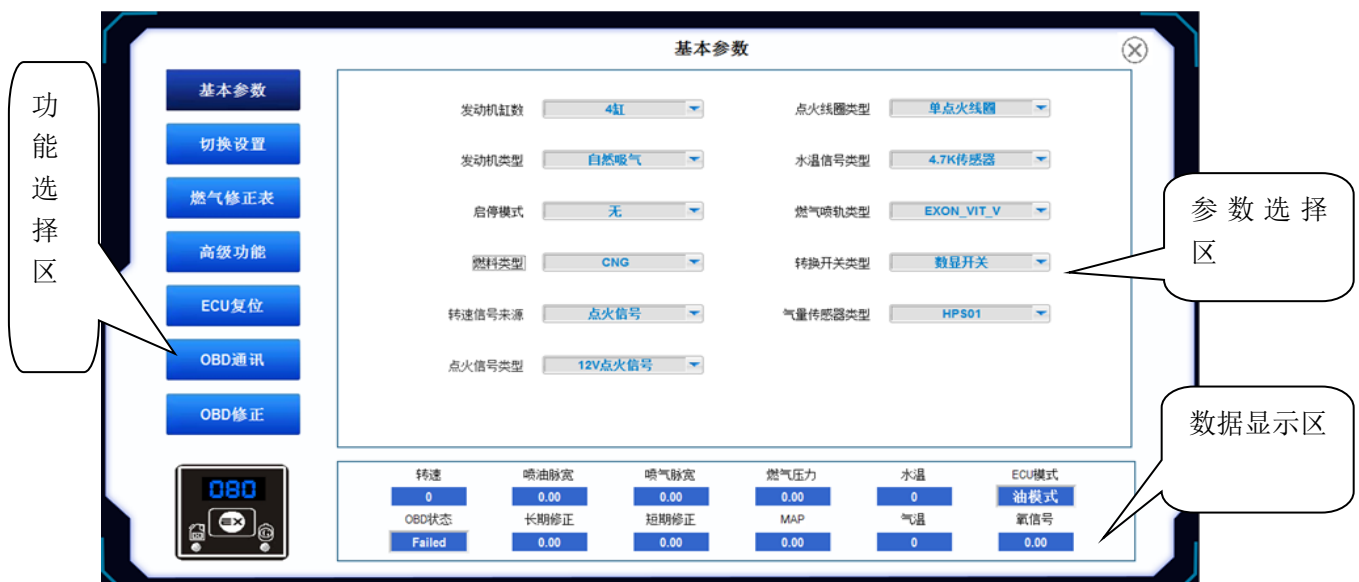 基本参数
功
能
选
择
区
基本参数
切换设置
燃气修正表
高级功能
ECU复位
OBD通讯
OBD修正
发动机缸数 4缸 点火线圈类型 单点火线圈
发动机类型 自然吸气 水温信号类型 4.7K传感器
启停模式 无 燃气喷轨类型 EXON_VIT_V
燃料类型 CNG 转换开关类型 数显开关
转速信号来源 点火信号 气量传感器类型 HPS01
点火信号类型 12V点火信号
参数选择
区
数据显示区
080
EX
转速 喷油脉宽 喷气脉宽 燃气压力 水温 ECU模式
0 0.00 0.00 0.00 0 油模式
OBD状态 长期修正 短期修正 MAP 气温 氧信号
Failed 0.00 0.00 0.00 0 0.00